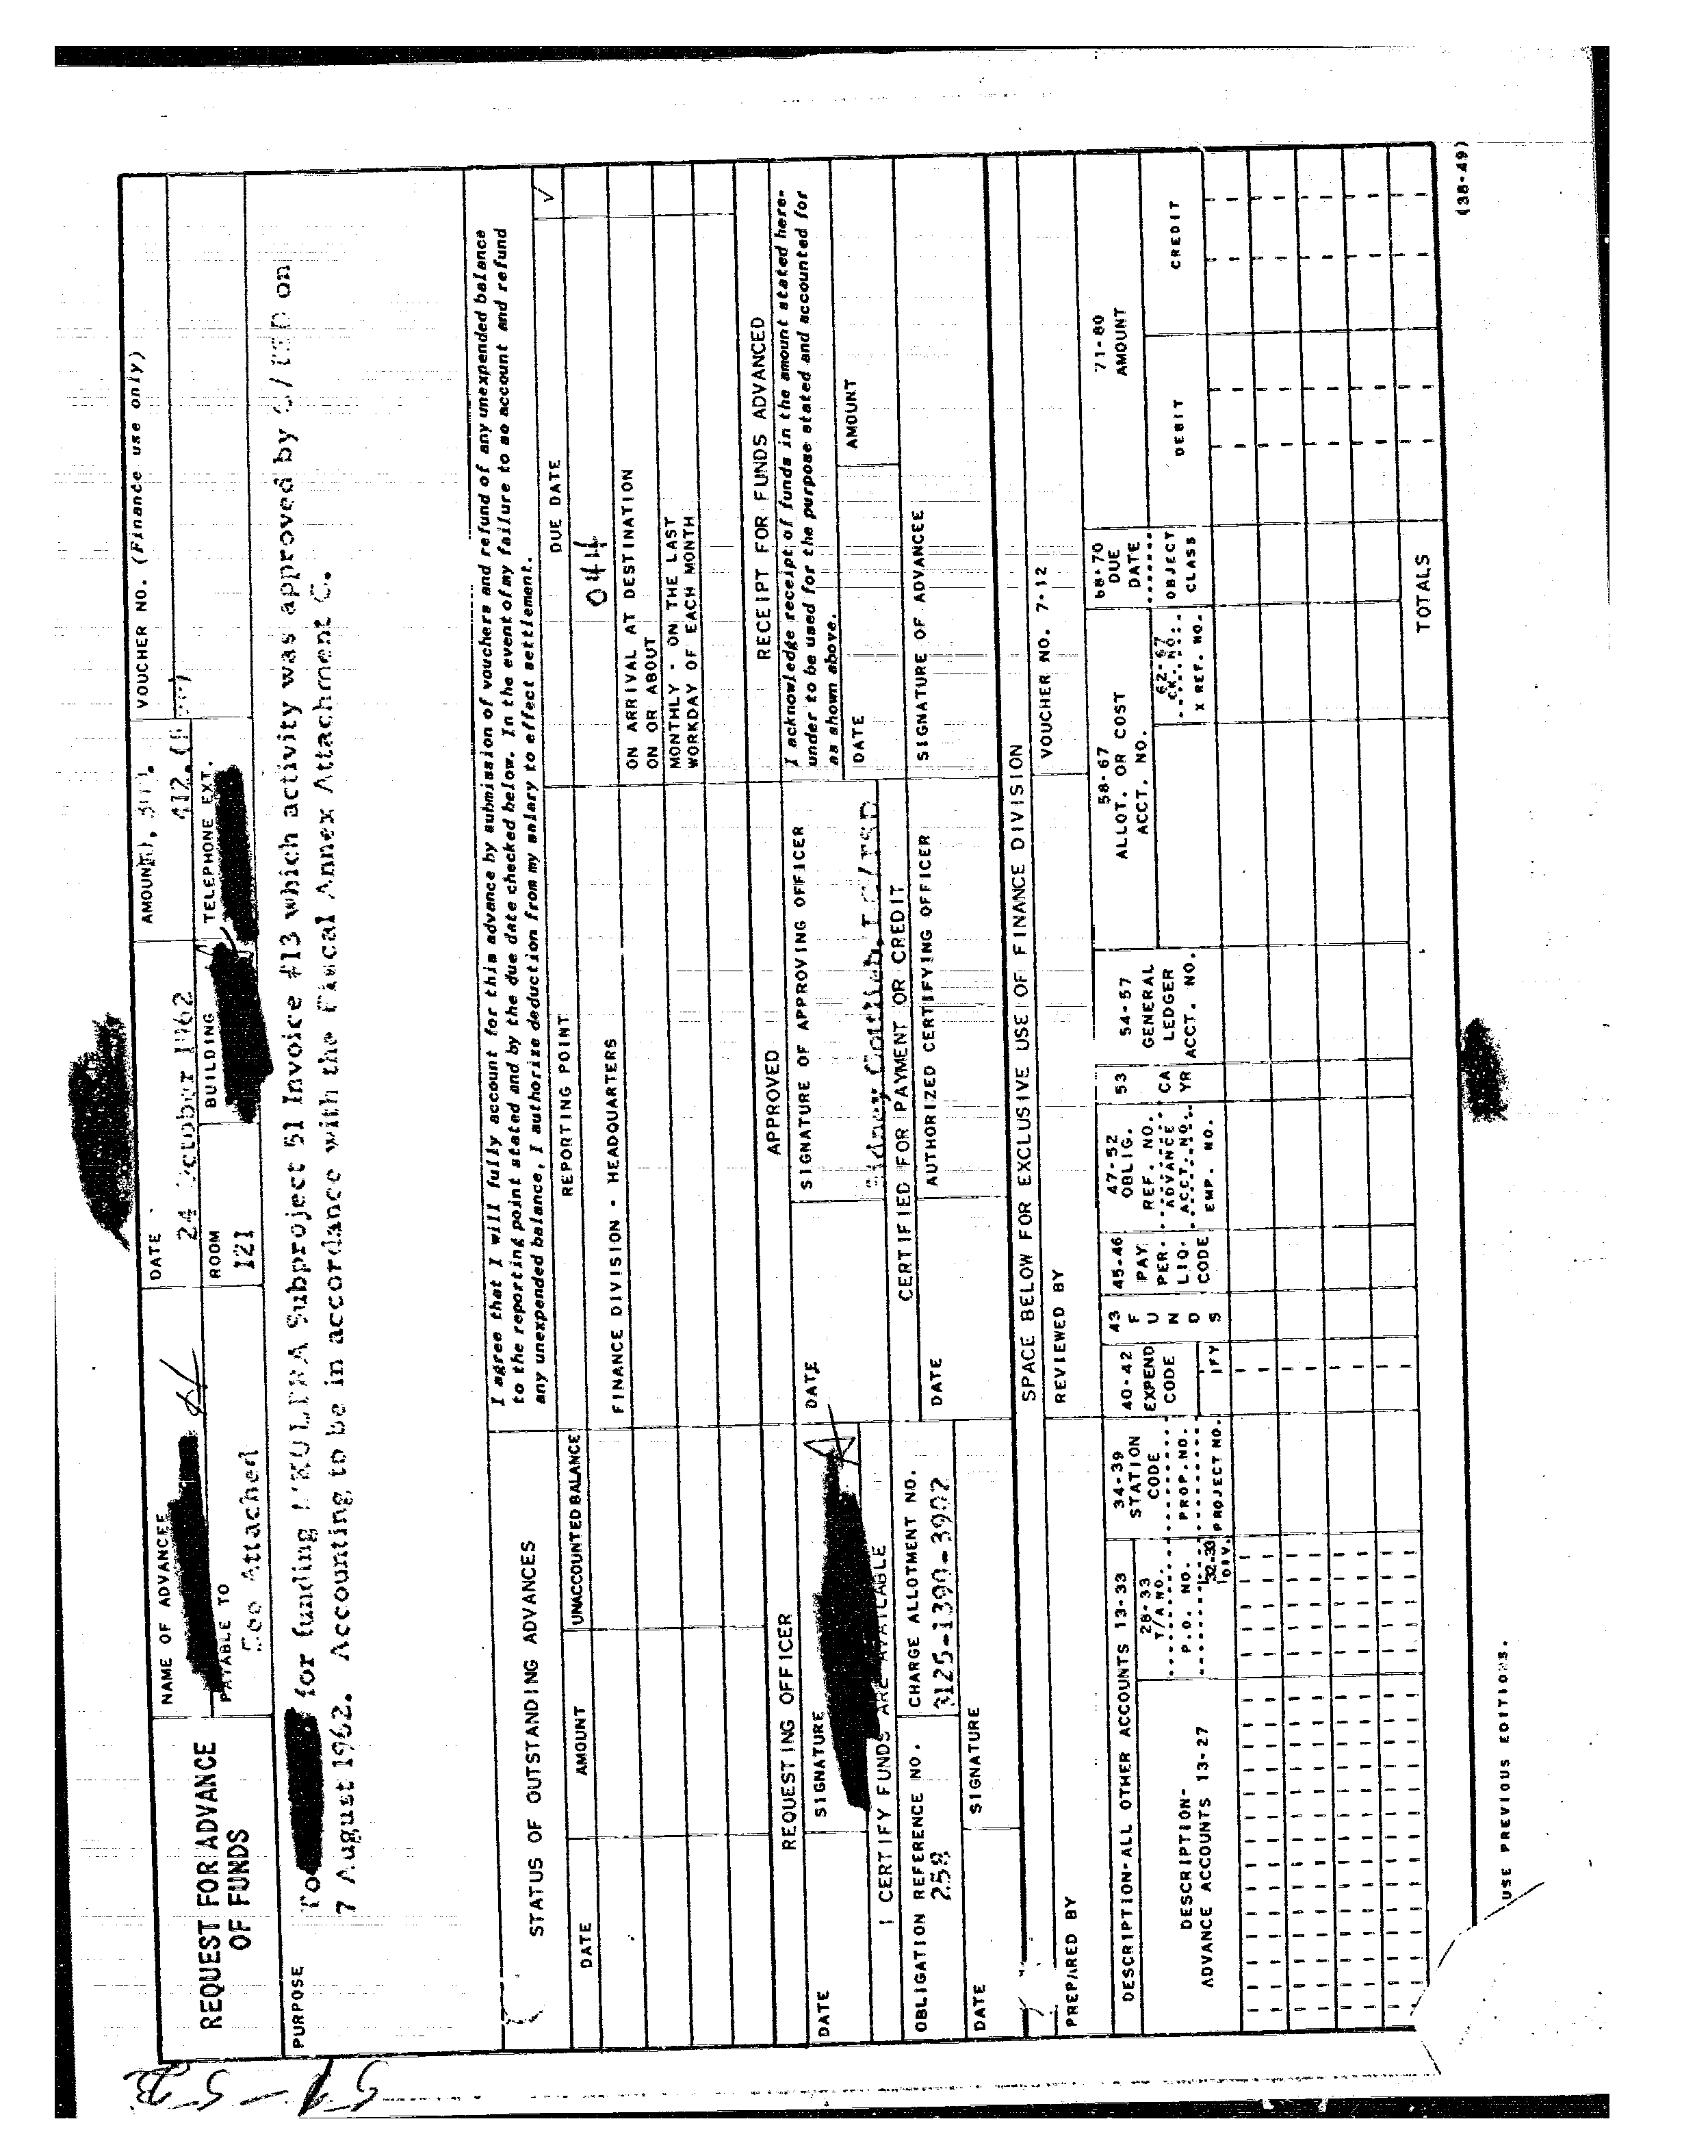 51-52
REQUEST FOR ADVANCE
OF FUNDS
NAME OF ADVANCEE
DATE
24 October 1962
AMOUNT
VOUCHER NO. (Finance use only)
PAYABLE TO
See Attached
ROOM
121
BUILDING
TELEPHONE EXT.
PURPOSE
To for funding MKULTRA Subproject 51 Invoice #13 which activity was approved by on
7 August 1962. Accounting to be in accordance with the Fiscal Annex Attachment C.
STATUS OF OUTSTANDING ADVANCES
I agree that I will fully account for this advance by submission of vouchers and refund of any unexpended balance
to the reporting point stated and by the due date checked below. In the event of my failure to so account and refund
any unexpended balance, I authorize deduction from my salary to effect settlement.
DATE
AMOUNT
UNACCOUNTED BALANCE
REPORTING POINT
DUE DATE
✓
FINANCE DIVISION - HEADQUARTERS
044
ON ARRIVAL AT DESTINATION
ON OR ABOUT
MONTHLY - ON THE LAST
WORKDAY OF EACH MONTH
REQUESTING OFFICER
APPROVED
RECEIPT FOR FUNDS ADVANCED
DATE
SIGNATURE
DATE
SIGNATURE OF APPROVING OFFICER
I acknowledge receipt of funds in the amount stated here-
under to be used for the purpose stated and accounted for
as shown above.
DATE
AMOUNT
I CERTIFY FUNDS ARE AVAILABLE
CERTIFIED FOR PAYMENT OR CREDIT
OBLIGATION REFERENCE NO.
258
CHARGE ALLOTMENT NO.
3125-1390-3902
DATE
AUTHORIZED CERTIFYING OFFICER
SIGNATURE OF ADVANCEE
DATE
SIGNATURE
SPACE BELOW FOR EXCLUSIVE USE OF FINANCE DIVISION
PREPARED BY
REVIEWED BY
VOUCHER NO. 7-12
DESCRIPTION-ALL OTHER ACCOUNTS 13-33
DESCRIPTION-
ADVANCE ACCOUNTS 13-27
28-33
T/A NO.
P.O. NO.
32-33
DIV.
34-39
STATION
CODE
PROP. NO.
PROJECT NO.
40-42
EXPEND
CODE
IFY
43
F
U
N
D
S
45-46
PAY
PER.
LIQ.
CODE
47-52
OBLIG.
REF. NO.
ADVANCE
ACCT. NO.
EMP. NO.
53
CA
YR
54-57
GENERAL
LEDGER
ACCT. NO.
58-67
ALLOT. OR COST
ACCT. NO.
62-67
CK. NO.
X REF. NO.
68-70
DUE
DATE
OBJECT
CLASS
71-80
AMOUNT
DEBIT
CREDIT
TOTALS
USE PREVIOUS EDITIONS.
(38-49)